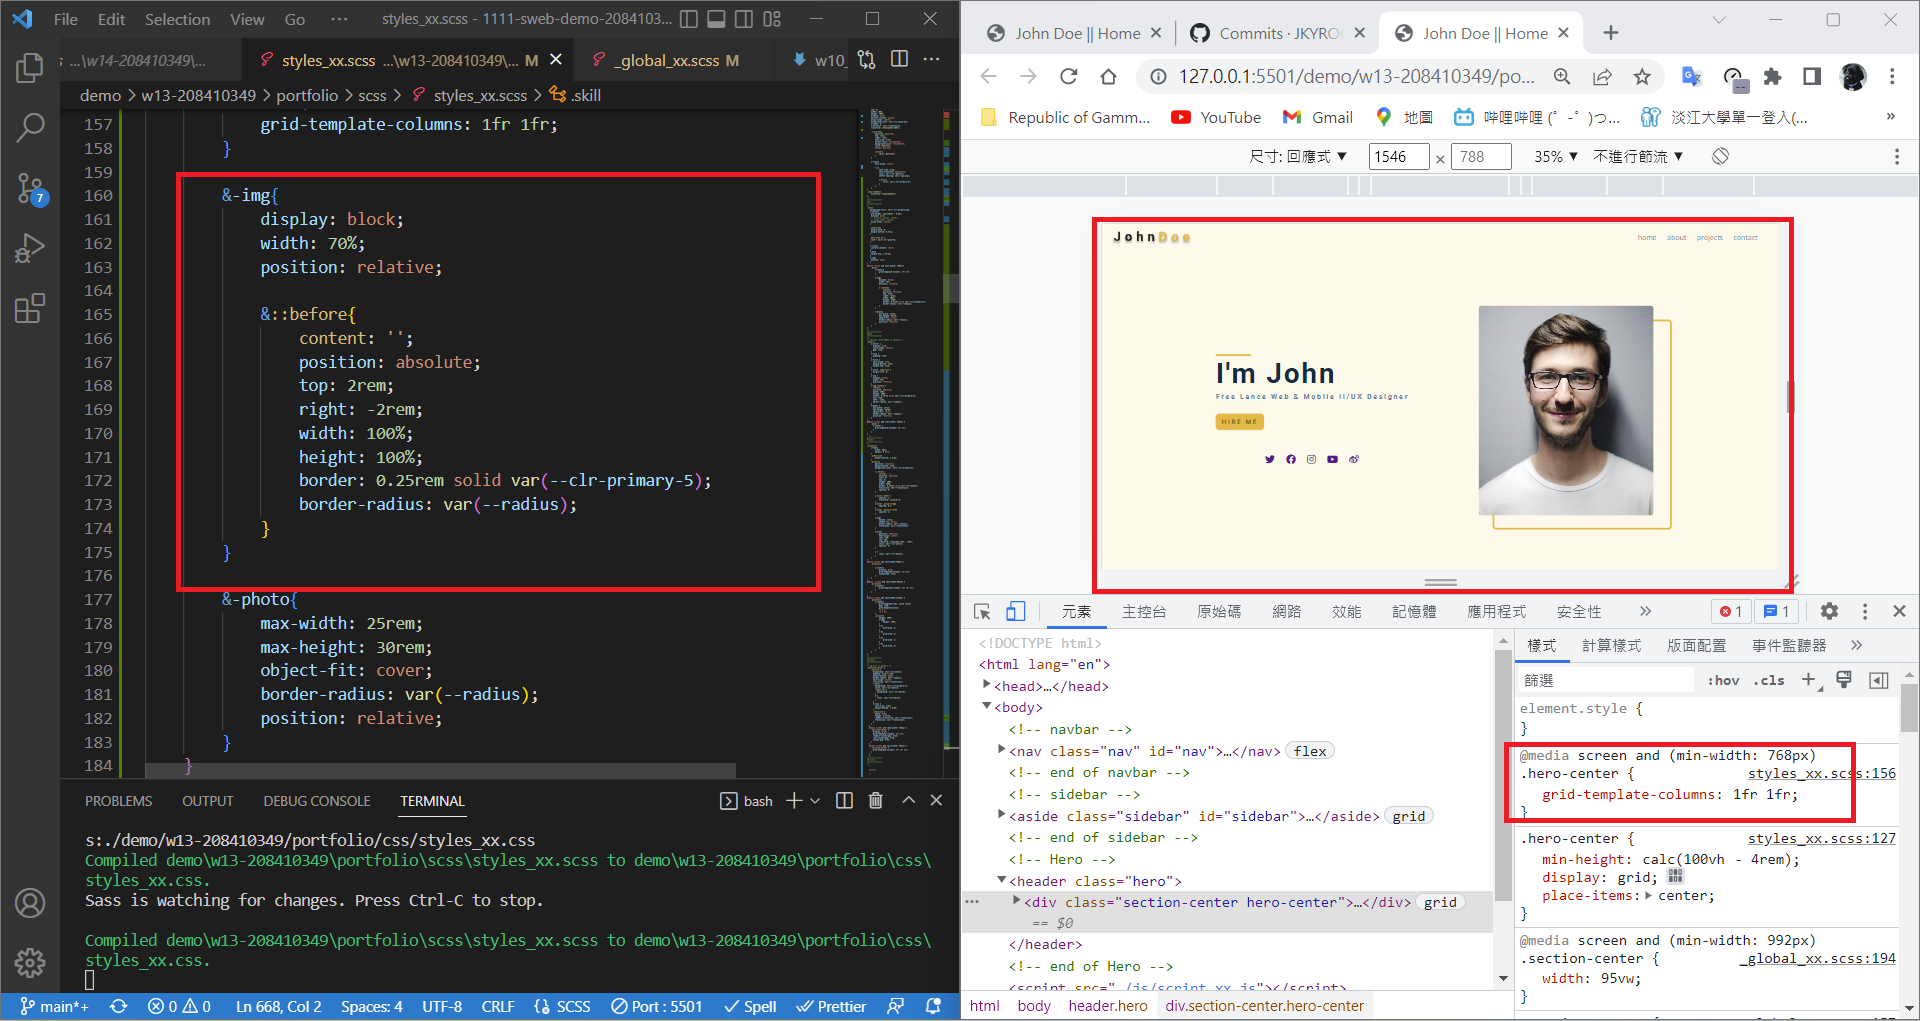 File Edit Selection View Go ··· styles_xx.scss - 1111-sweb-demo-2084103...
...\w14-208410349\... styles_xx.scss ...\w13-208410349\... M _global_xx.scss M w10_
demo > w13-208410349 > portfolio > scss > styles_xx.scss > .skill
157 grid-template-columns: 1fr 1fr;
158 }
159
160 &-img{
161 display: block;
162 width: 70%;
163 position: relative;
164
165 &::before{
166 content: '';
167 position: absolute;
168 top: 2rem;
169 right: -2rem;
170 width: 100%;
171 height: 100%;
172 border: 0.25rem solid var(--clr-primary-5);
173 border-radius: var(--radius);
174 }
175 }
176
177 &-photo{
178 max-width: 25rem;
179 max-height: 30rem;
180 object-fit: cover;
181 border-radius: var(--radius);
182 position: relative;
183 }
184 }
PROBLEMS OUTPUT DEBUG CONSOLE TERMINAL bash
s:./demo/w13-208410349/portfolio/css/styles_xx.css
Compiled demo\w13-208410349\portfolio\scss\styles_xx.scss to demo\w13-208410349\portfolio\css\
styles_xx.css.
Sass is watching for changes. Press Ctrl-C to stop.
Compiled demo\w13-208410349\portfolio\scss\styles_xx.scss to demo\w13-208410349\portfolio\css\
styles_xx.css.
7
main*+ 0 0 Ln 668, Col 2 Spaces: 4 UTF-8 CRLF SCSS Port : 5501 Spell Prettier
John Doe || Home Commits · JKYRO John Doe || Home
127.0.0.1:5501/demo/w13-208410349/po...
Republic of Gamm... YouTube Gmail 地圖 哔哩哔哩 (゜-゜)つ... 淡江大學單一登入(...
尺寸: 回應式 ▼ 1546 × 788 35% ▼ 不進行節流 ▼
JohnDoe home about projects contact
I'm John
Free Lance Web & Mobile II/UX Designer
HIRE ME
元素 主控台 原始碼 網路 效能 記憶體 應用程式 安全性 » 1 1
<!DOCTYPE html>
<html lang="en">
<head>…</head>
<body>
<!-- navbar -->
<nav class="nav" id="nav">…</nav> flex
<!-- end of navbar -->
<!-- sidebar -->
<aside class="sidebar" id="sidebar">…</aside> grid
<!-- end of sidebar -->
<!-- Hero -->
<header class="hero">
<div class="section-center hero-center">…</div> grid
== $0
</header>
<!-- end of Hero -->
<script src="./js/script_xx.js"></script>
html body header.hero div.section-center.hero-center
樣式 計算樣式 版面配置 事件監聽器 »
篩選 :hov .cls
element.style {
}
@media screen and (min-width: 768px)
.hero-center { styles_xx.scss:156
grid-template-columns: 1fr 1fr;
}
.hero-center { styles_xx.scss:127
min-height: calc(100vh - 4rem);
display: grid;
place-items: center;
}
@media screen and (min-width: 992px)
.section-center { _global_xx.scss:194
width: 95vw;
}